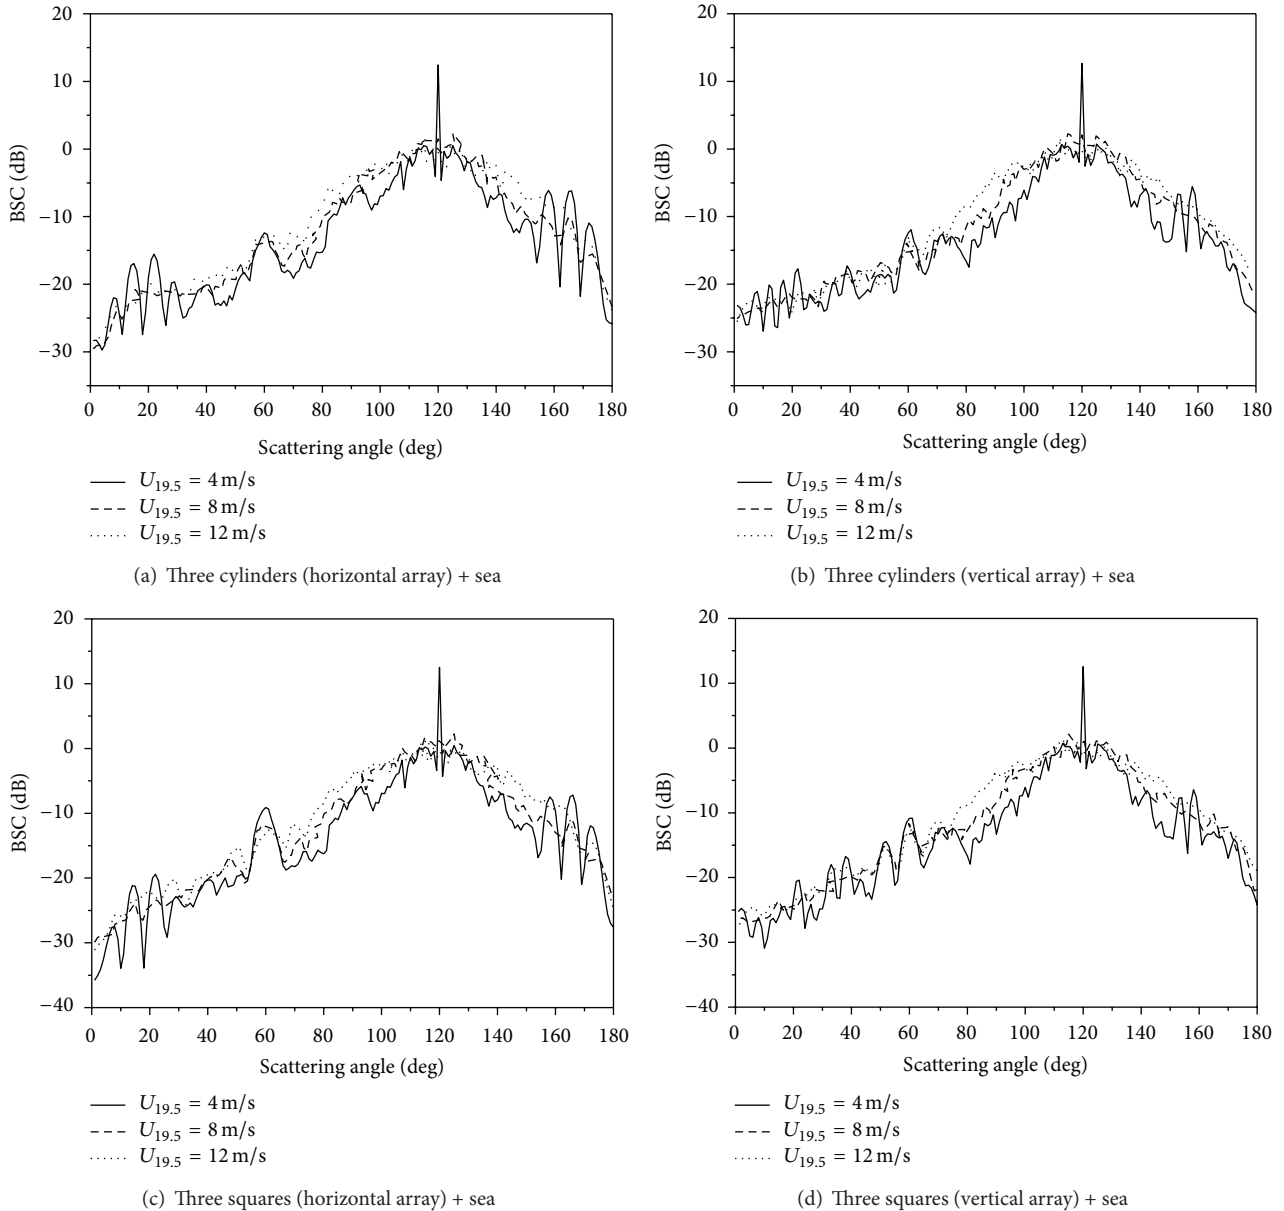 20
10
0
−10
−20
−30
BSC (dB)
0 20 40 60 80 100 120 140 160 180
Scattering angle (deg)
U19.5 = 4 m/s
U19.5 = 8 m/s
U19.5 = 12 m/s
(a) Three cylinders (horizontal array) + sea
20
10
0
−10
−20
−30
BSC (dB)
0 20 40 60 80 100 120 140 160 180
Scattering angle (deg)
U19.5 = 4 m/s
U19.5 = 8 m/s
U19.5 = 12 m/s
(b) Three cylinders (vertical array) + sea
20
10
0
−10
−20
−30
−40
BSC (dB)
0 20 40 60 80 100 120 140 160 180
Scattering angle (deg)
U19.5 = 4 m/s
U19.5 = 8 m/s
U19.5 = 12 m/s
(c) Three squares (horizontal array) + sea
20
10
0
−10
−20
−30
−40
BSC (dB)
0 20 40 60 80 100 120 140 160 180
Scattering angle (deg)
U19.5 = 4 m/s
U19.5 = 8 m/s
U19.5 = 12 m/s
(d) Three squares (vertical array) + sea